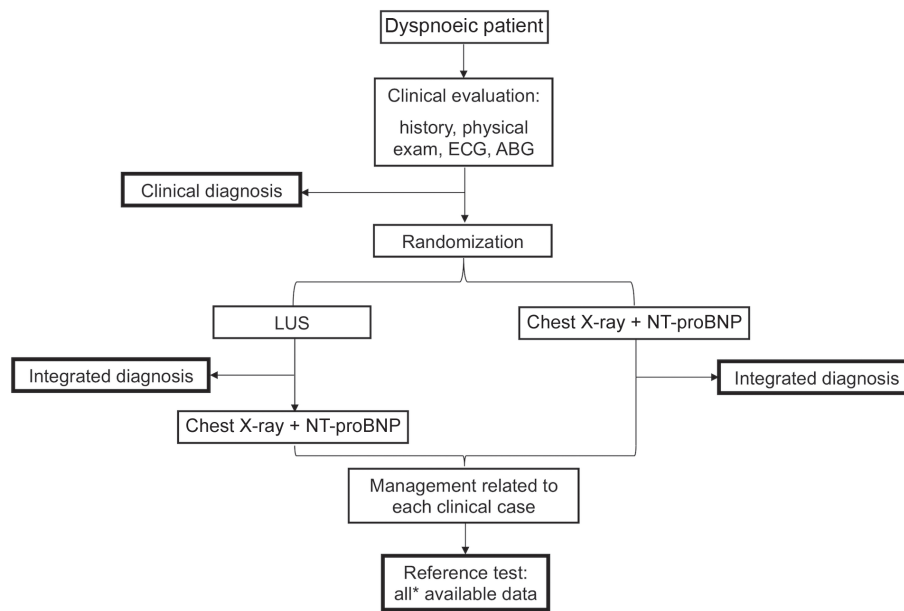 Dyspnoeic patient
Clinical evaluation:
history, physical
exam, ECG, ABG
Clinical diagnosis
Randomization
LUS
Chest X-ray + NT-proBNP
Integrated diagnosis
Integrated diagnosis
Chest X-ray + NT-proBNP
Management related to
each clinical case
Reference test:
all* available data